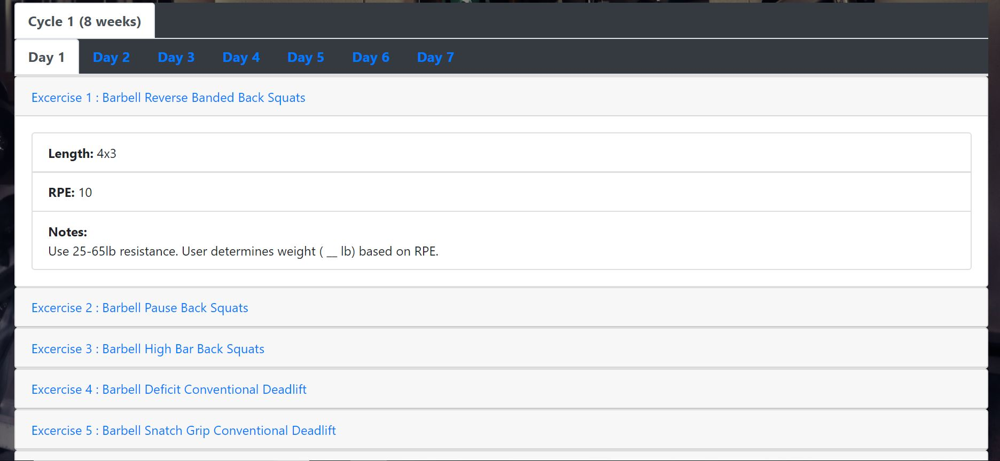 Cycle 1 (8 weeks)
Day 1 Day 2 Day 3 Day 4 Day 5 Day 6 Day 7
Excercise 1 : Barbell Reverse Banded Back Squats
Length: 4x3
RPE: 10
Notes:
Use 25-65lb resistance. User determines weight ( __ lb) based on RPE.
Excercise 2 : Barbell Pause Back Squats
Excercise 3 : Barbell High Bar Back Squats
Excercise 4 : Barbell Deficit Conventional Deadlift
Excercise 5 : Barbell Snatch Grip Conventional Deadlift